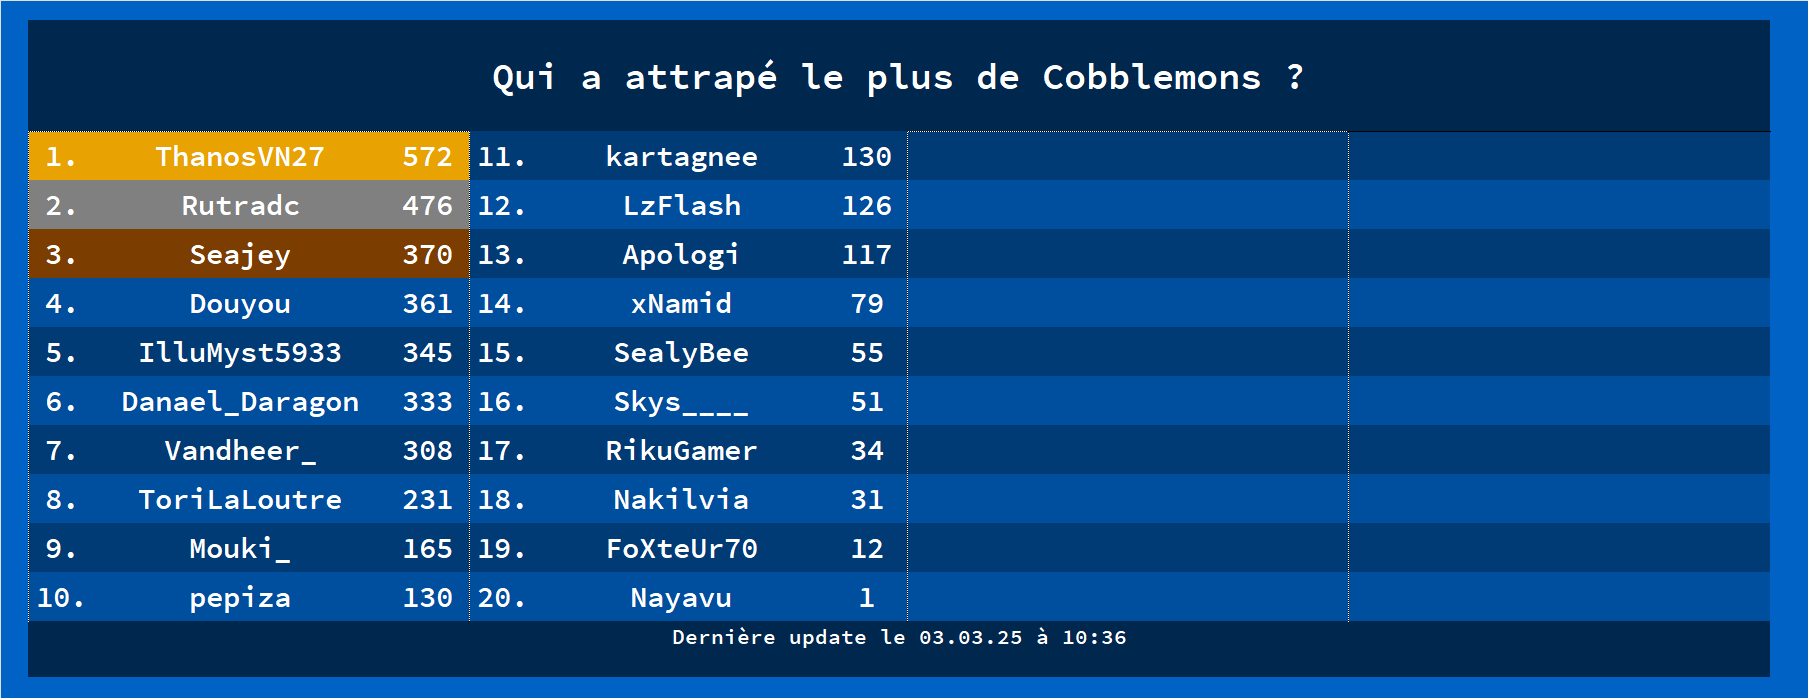 Qui a attrapé le plus de Cobblemons ?
1. ThanosVN27 572 11. kartagnee 130
2. Rutradc 476 12. LzFlash 126
3. Seajey 370 13. Apologi 117
4. Douyou 361 14. xNamid 79
5. IlluMyst5933 345 15. SealyBee 55
6. Danael_Daragon 333 16. Skys____ 51
7. Vandheer_ 308 17. RikuGamer 34
8. ToriLaLoutre 231 18. Nakilvia 31
9. Mouki_ 165 19. FoXteUr70 12
10. pepiza 130 20. Nayavu 1
Dernière update le 03.03.25 à 10:36